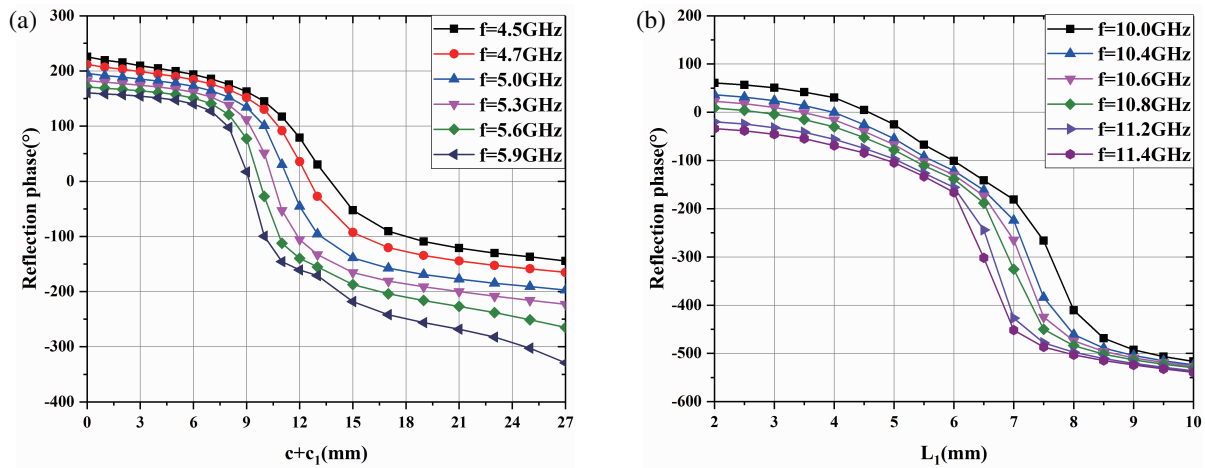 (a)
Reflection phase(°)
300
200
100
0
-100
-200
-300
-400
0 3 6 9 12 15 18 21 24 27
c+c1(mm)
f=4.5GHz
f=4.7GHz
f=5.0GHz
f=5.3GHz
f=5.6GHz
f=5.9GHz
(b)
Reflection phase(°)
200
100
0
-100
-200
-300
-400
-500
-600
2 3 4 5 6 7 8 9 10
L1(mm)
f=10.0GHz
f=10.4GHz
f=10.6GHz
f=10.8GHz
f=11.2GHz
f=11.4GHz